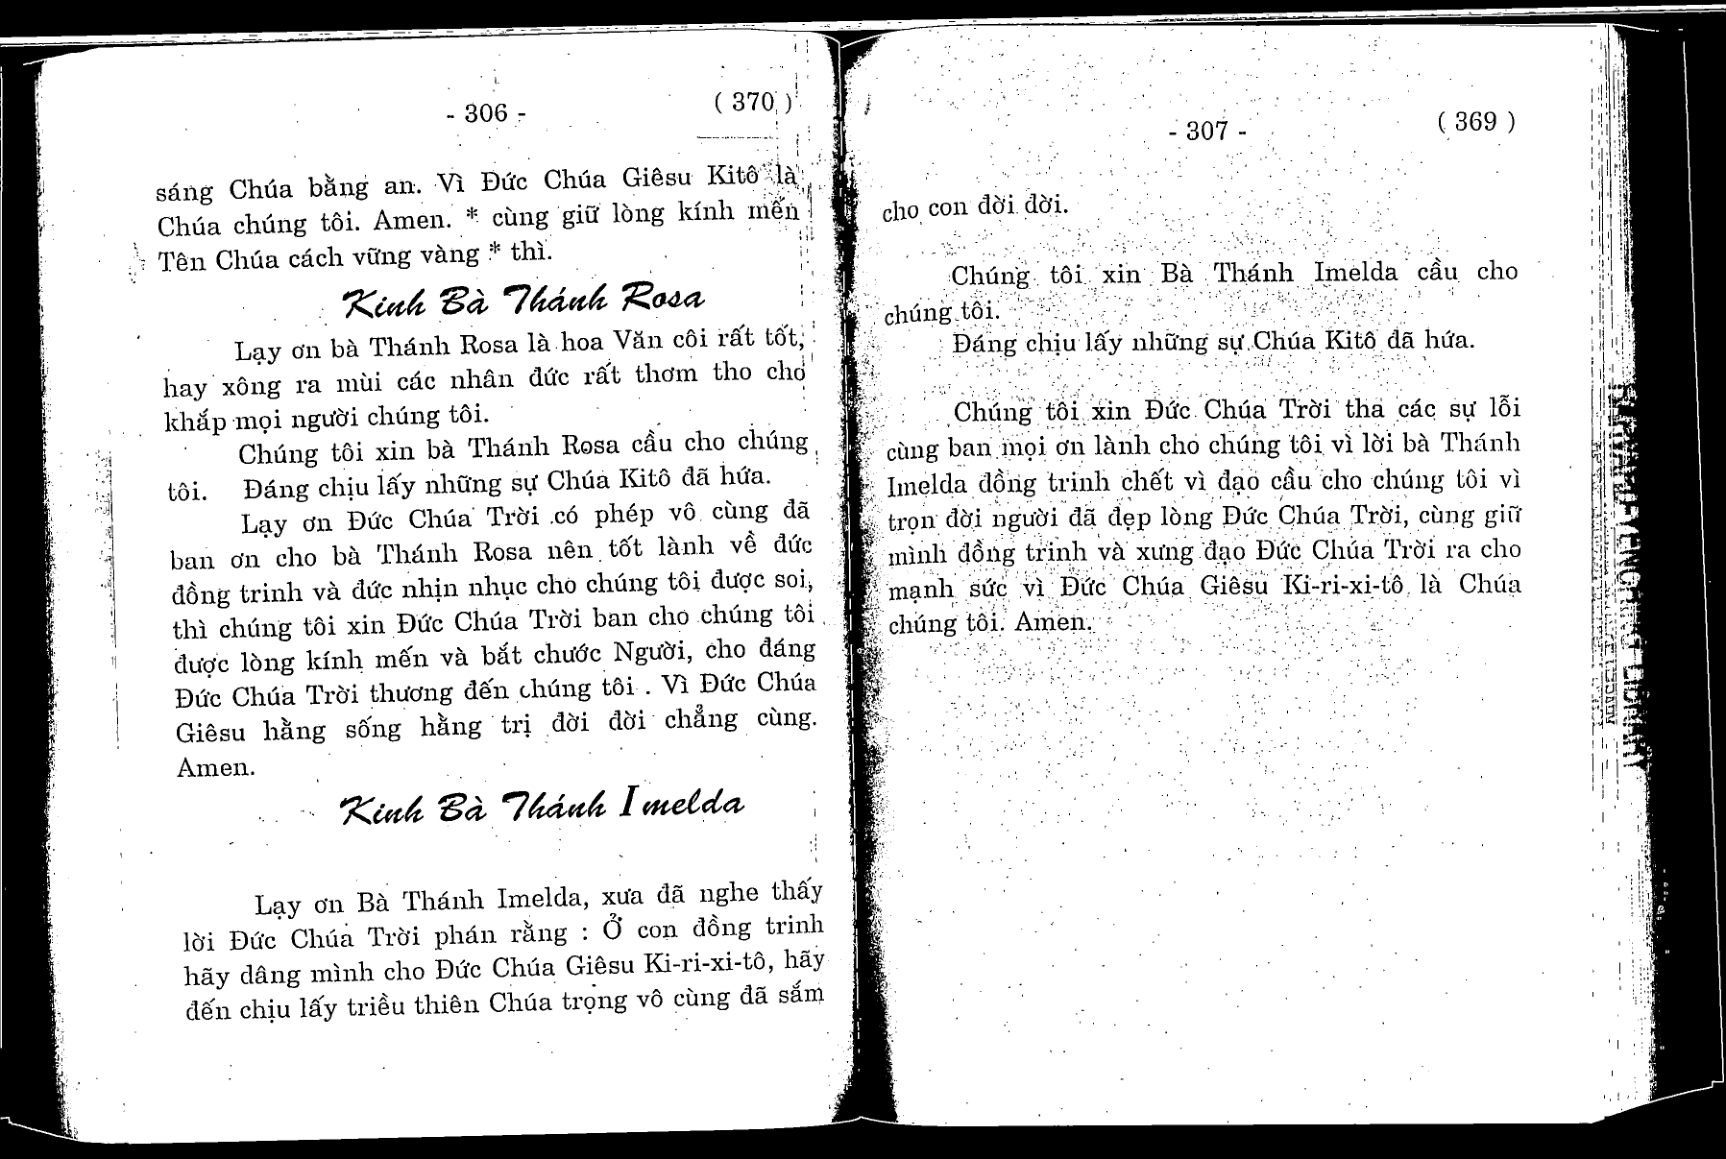 - 306 -
( 370 )
sáng Chúa bằng an. Vì Đức Chúa Giêsu Kitô là
Chúa chúng tôi. Amen. * cùng giữ lòng kính mến
Tên Chúa cách vững vàng * thì.
Kinh Bà Thánh Rosa
Lạy ơn bà Thánh Rosa là hoa Văn côi rất tốt,
hay xông ra mùi các nhân đức rất thơm tho cho
khắp mọi người chúng tôi.
Chúng tôi xin bà Thánh Rosa cầu cho chúng
tôi. Đáng chịu lấy những sự Chúa Kitô đã hứa.
Lạy ơn Đức Chúa Trời có phép vô cùng đã
ban ơn cho bà Thánh Rosa nên tốt lành về đức
đồng trinh và đức nhịn nhục cho chúng tôi được soi,
thì chúng tôi xin Đức Chúa Trời ban cho chúng tôi
được lòng kính mến và bắt chước Người, cho đáng
Đức Chúa Trời thương đến chúng tôi . Vì Đức Chúa
Giêsu hằng sống hằng trị đời đời chẳng cùng.
Amen.
Kinh Bà Thánh Imelda
Lạy ơn Bà Thánh Imelda, xưa đã nghe thấy
lời Đức Chúa Trời phán rằng : Ở con đồng trinh
hãy dâng mình cho Đức Chúa Giêsu Ki-ri-xi-tô, hãy
đến chịu lấy triều thiên Chúa trọng vô cùng đã sắm
- 307 -
( 369 )
cho con đời đời.
Chúng tôi xin Bà Thánh Imelda cầu cho
chúng tôi.
Đáng chịu lấy những sự Chúa Kitô đã hứa.
Chúng tôi xin Đức Chúa Trời tha các sự lỗi
cùng ban mọi ơn lành cho chúng tôi vì lời bà Thánh
Imelda đồng trinh chết vì đạo cầu cho chúng tôi vì
trọn đời người đã đẹp lòng Đức Chúa Trời, cùng giữ
mình đồng trinh và xưng đạo Đức Chúa Trời ra cho
mạnh sức vì Đức Chúa Giêsu Ki-ri-xi-tô là Chúa
chúng tôi. Amen.